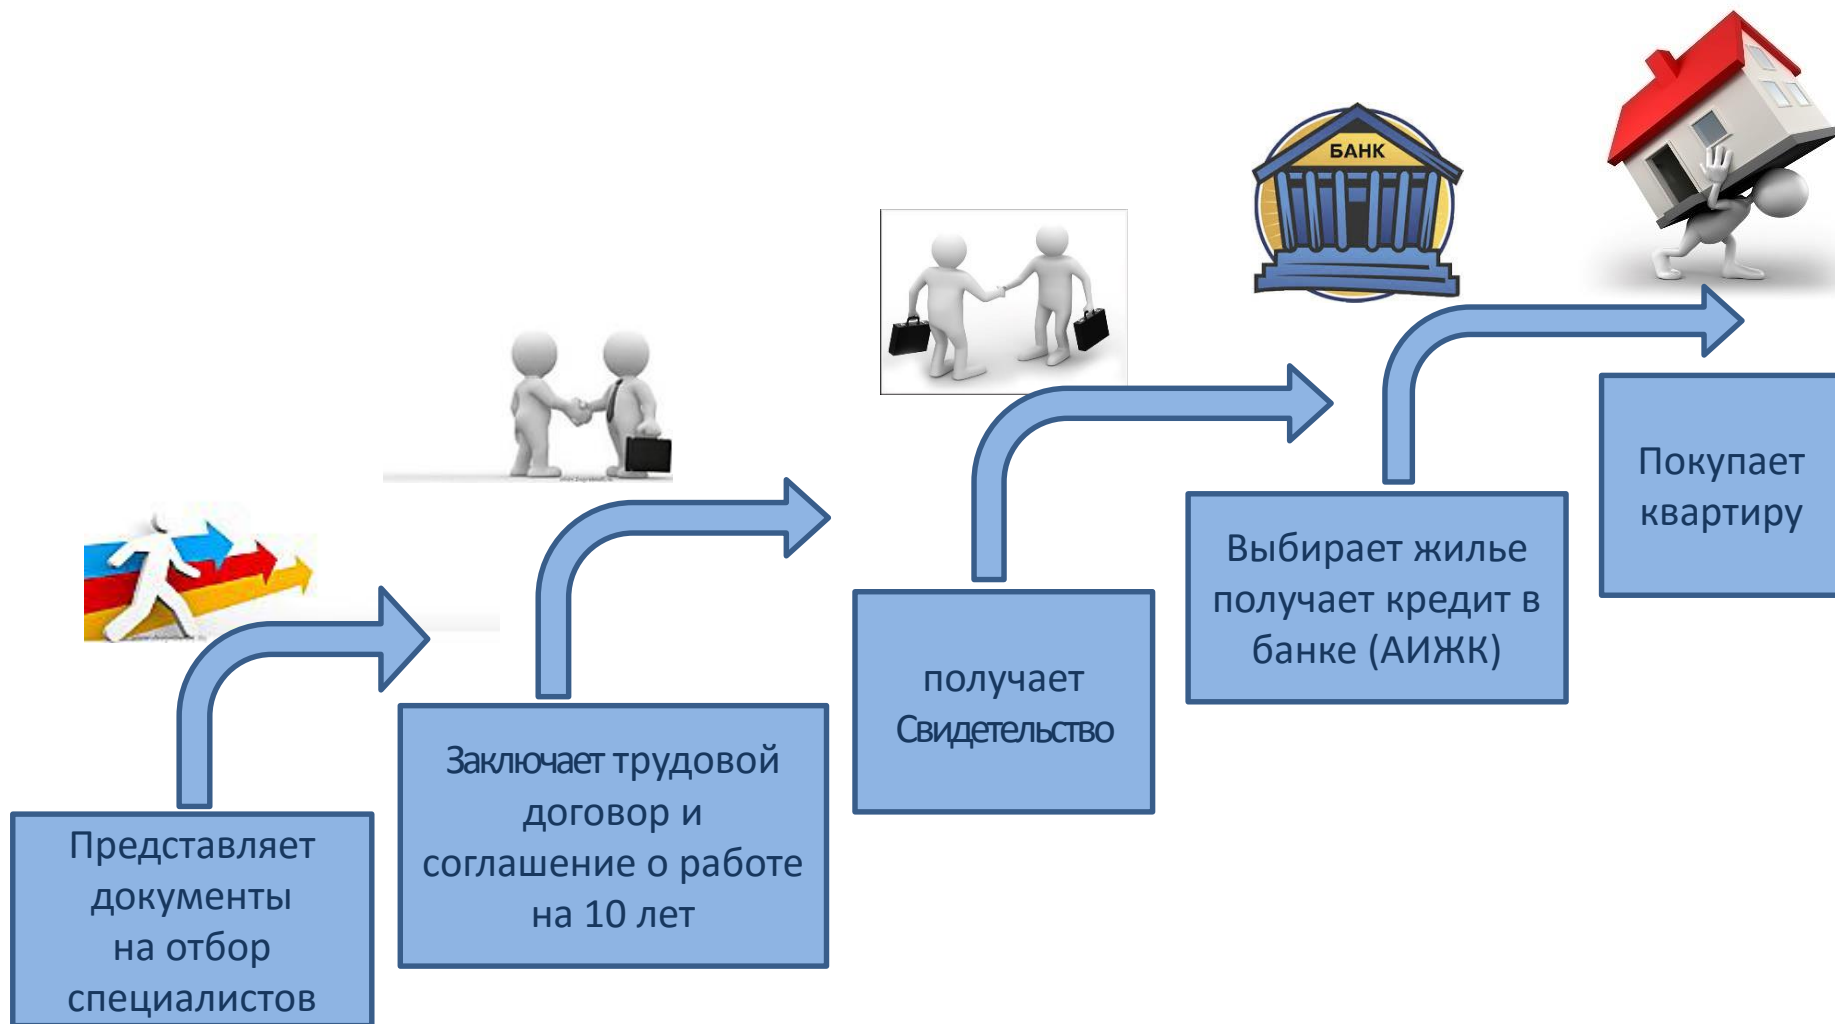 БАНК
Представляет
документы
на отбор
специалистов
Заключает трудовой
договор и
соглашение о работе
на 10 лет
получает
Свидетельство
Выбирает жилье
получает кредит в
банке (АИЖК)
Покупает
квартиру